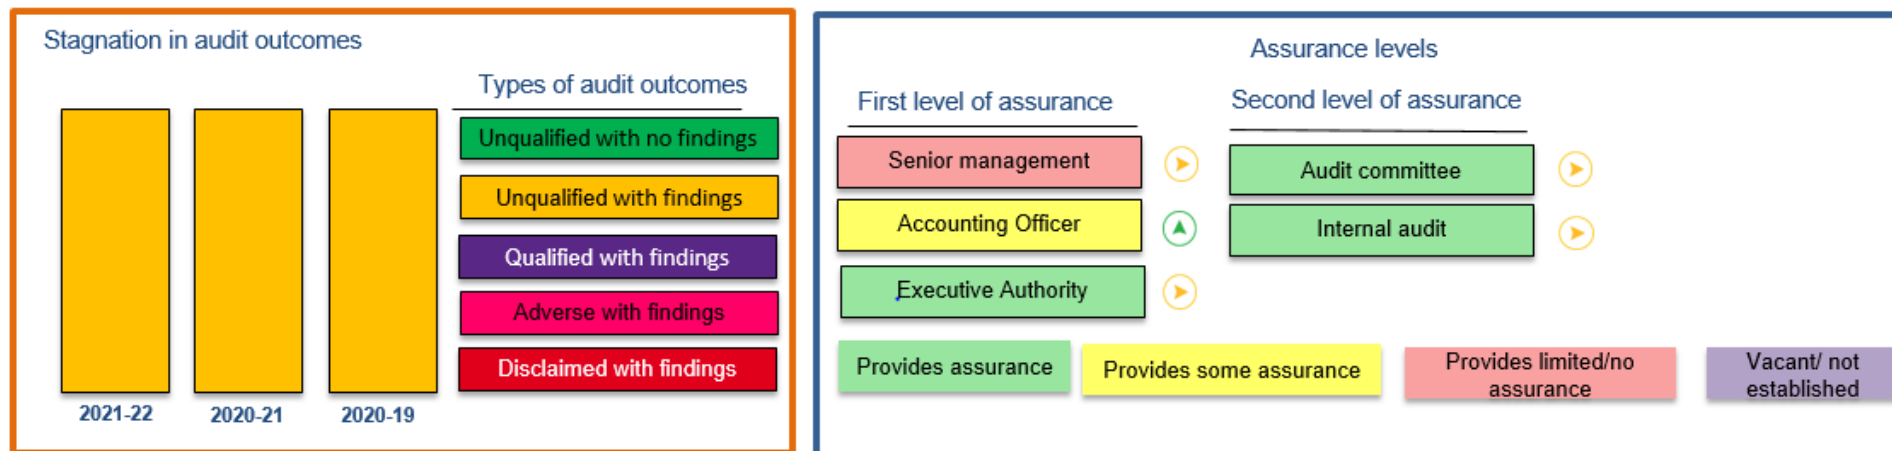 Stagnation in audit outcomes
Types of audit outcomes
Unqualified with no findings
Unqualified with findings
Qualified with findings
Adverse with findings
Disclaimed with findings
2021-22
2020-21
2020-19
Assurance levels
First level of assurance
Senior management
Accounting Officer
Executive Authority
Second level of assurance
Audit committee
Internal audit
Provides assurance
Provides some assurance
Provides limited/no
assurance
Vacant/ not
established